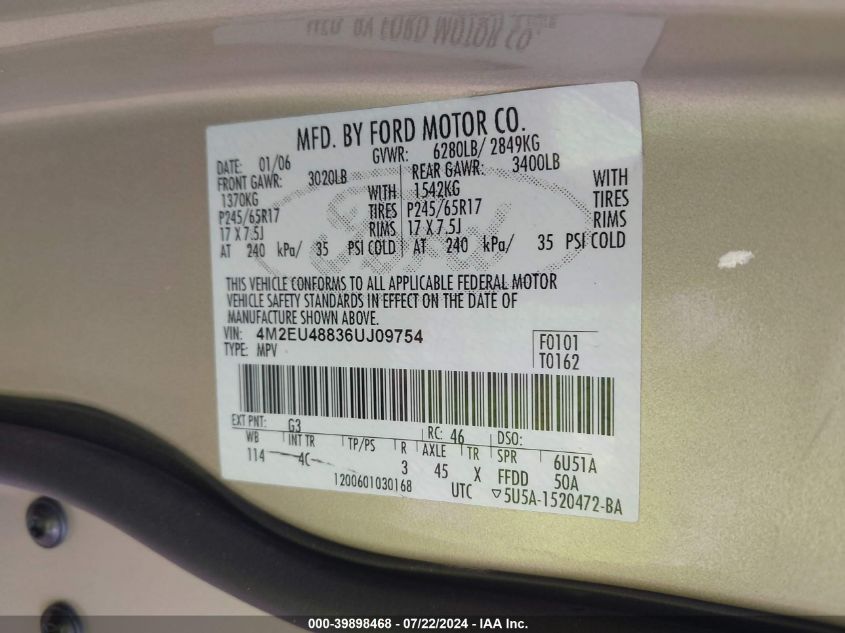 MFD. BY FORD MOTOR CO.
MFD. BY FORD MOTOR CO.
DATE: 01/06 GVWR: 6280LB/ 2849KG
FRONT GAWR: 3020LB REAR GAWR: 3400LB
1370KG WITH 1542KG WITH
P245/65R17 TIRES P245/65R17 TIRES
17 X 7.5J RIMS 17 X 7.5J RIMS
AT 240 kPa/ 35 PSI COLD AT 240 kPa/ 35 PSI COLD
THIS VEHICLE CONFORMS TO ALL APPLICABLE FEDERAL MOTOR
VEHICLE SAFETY STANDARDS IN EFFECT ON THE DATE OF
MANUFACTURE SHOWN ABOVE.
VIN: 4M2EU48836UJ09754
TYPE: MPV
F0101
T0162
EXT PNT: G3 RC: 46 DSO:
WB INT TR TP/PS R AXLE TR SPR 6U51A
114 4C 3 45 X FFDD 50A
1200601030168 UTC ▽5U5A-1520472-BA
000-39898468 / 07/22/2024 - IAA Inc.